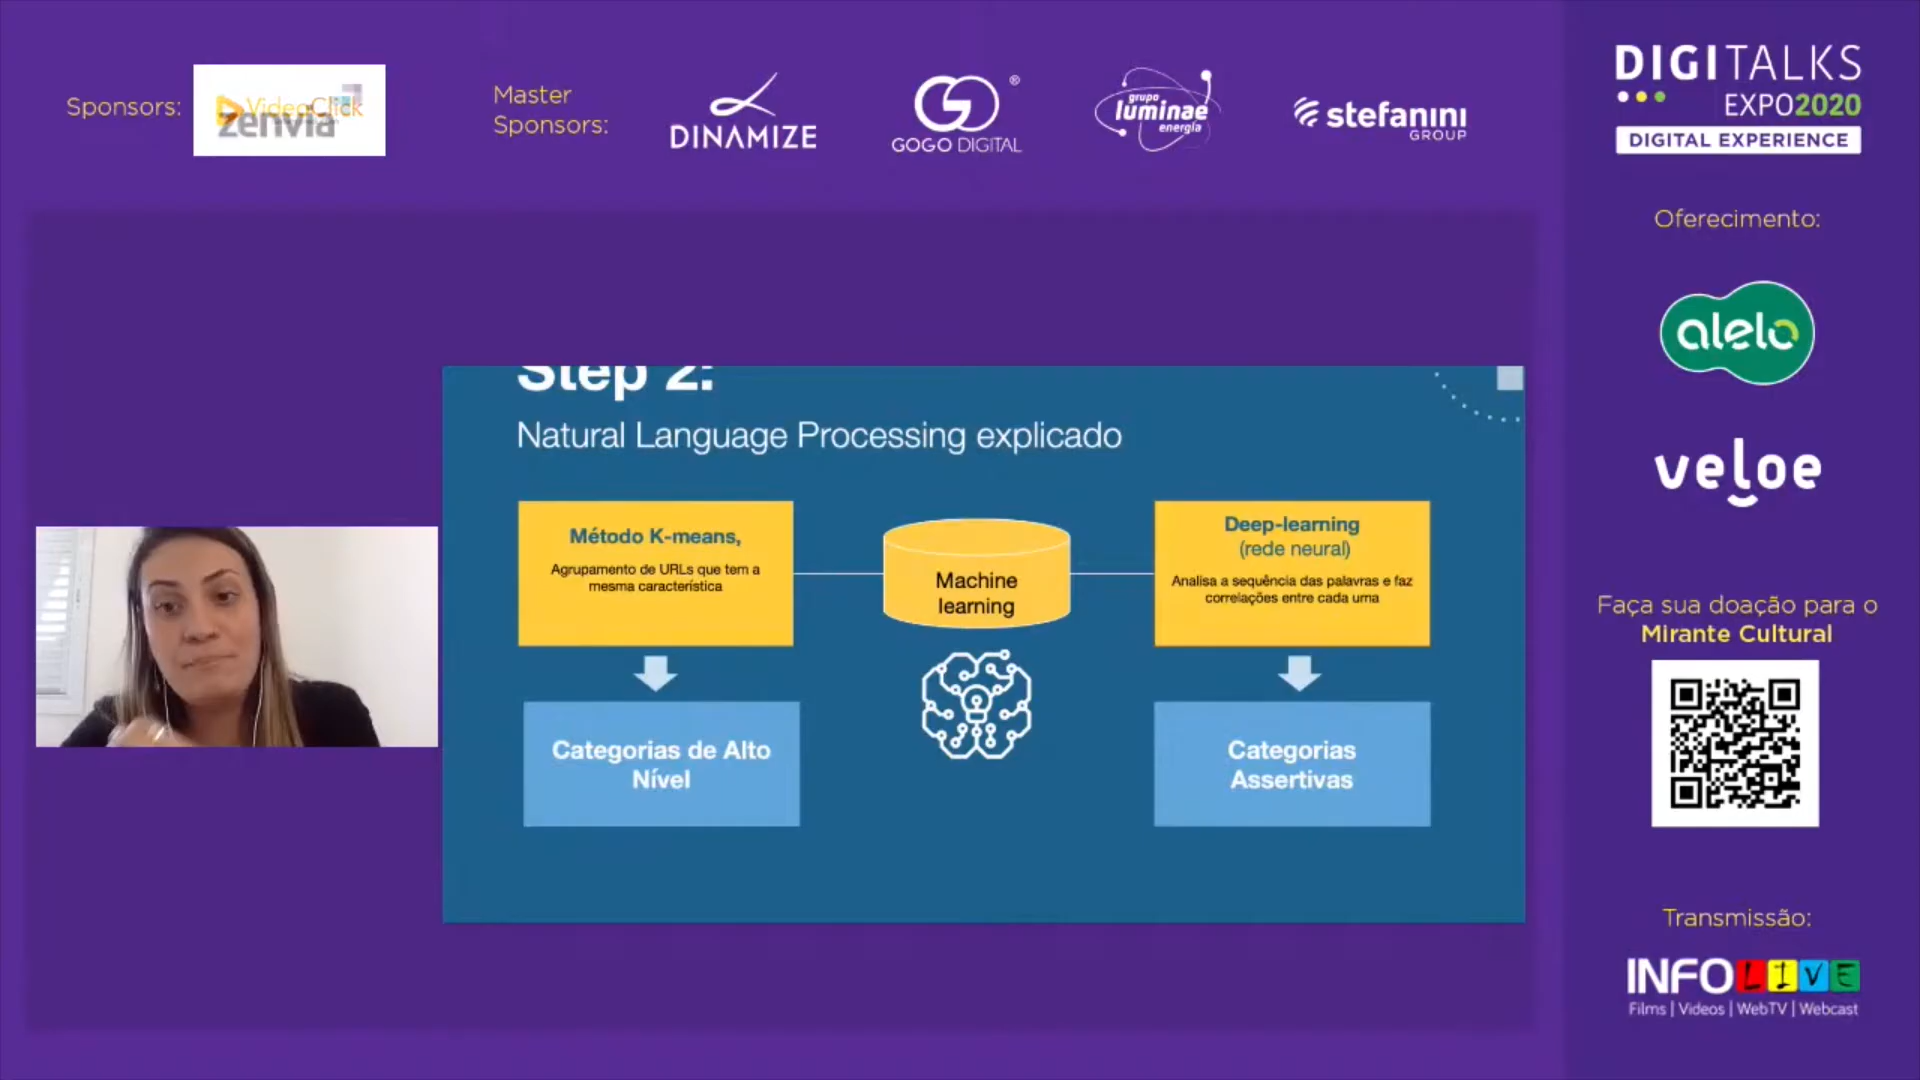 Sponsors:
VideoClick
zenvia
Master
Sponsors:
DINAMIZE
GOGO DIGITAL
®
grupo
luminae
energia
stefanini
GROUP
DIGITALKS
EXPO2020
DIGITAL EXPERIENCE
Oferecimento:
alelo
veloe
Faça sua doação para o
Mirante Cultural
Transmissão:
INFOLIVE
Films | Videos | WebTV | Webcast
Step 2:
Natural Language Processing explicado
Método K-means,
Agrupamento de URLs que tem a
mesma característica
Machine
learning
Deep-learning
(rede neural)
Analisa a sequência das palavras e faz
correlações entre cada uma
Categorias de Alto
Nível
Categorias
Assertivas